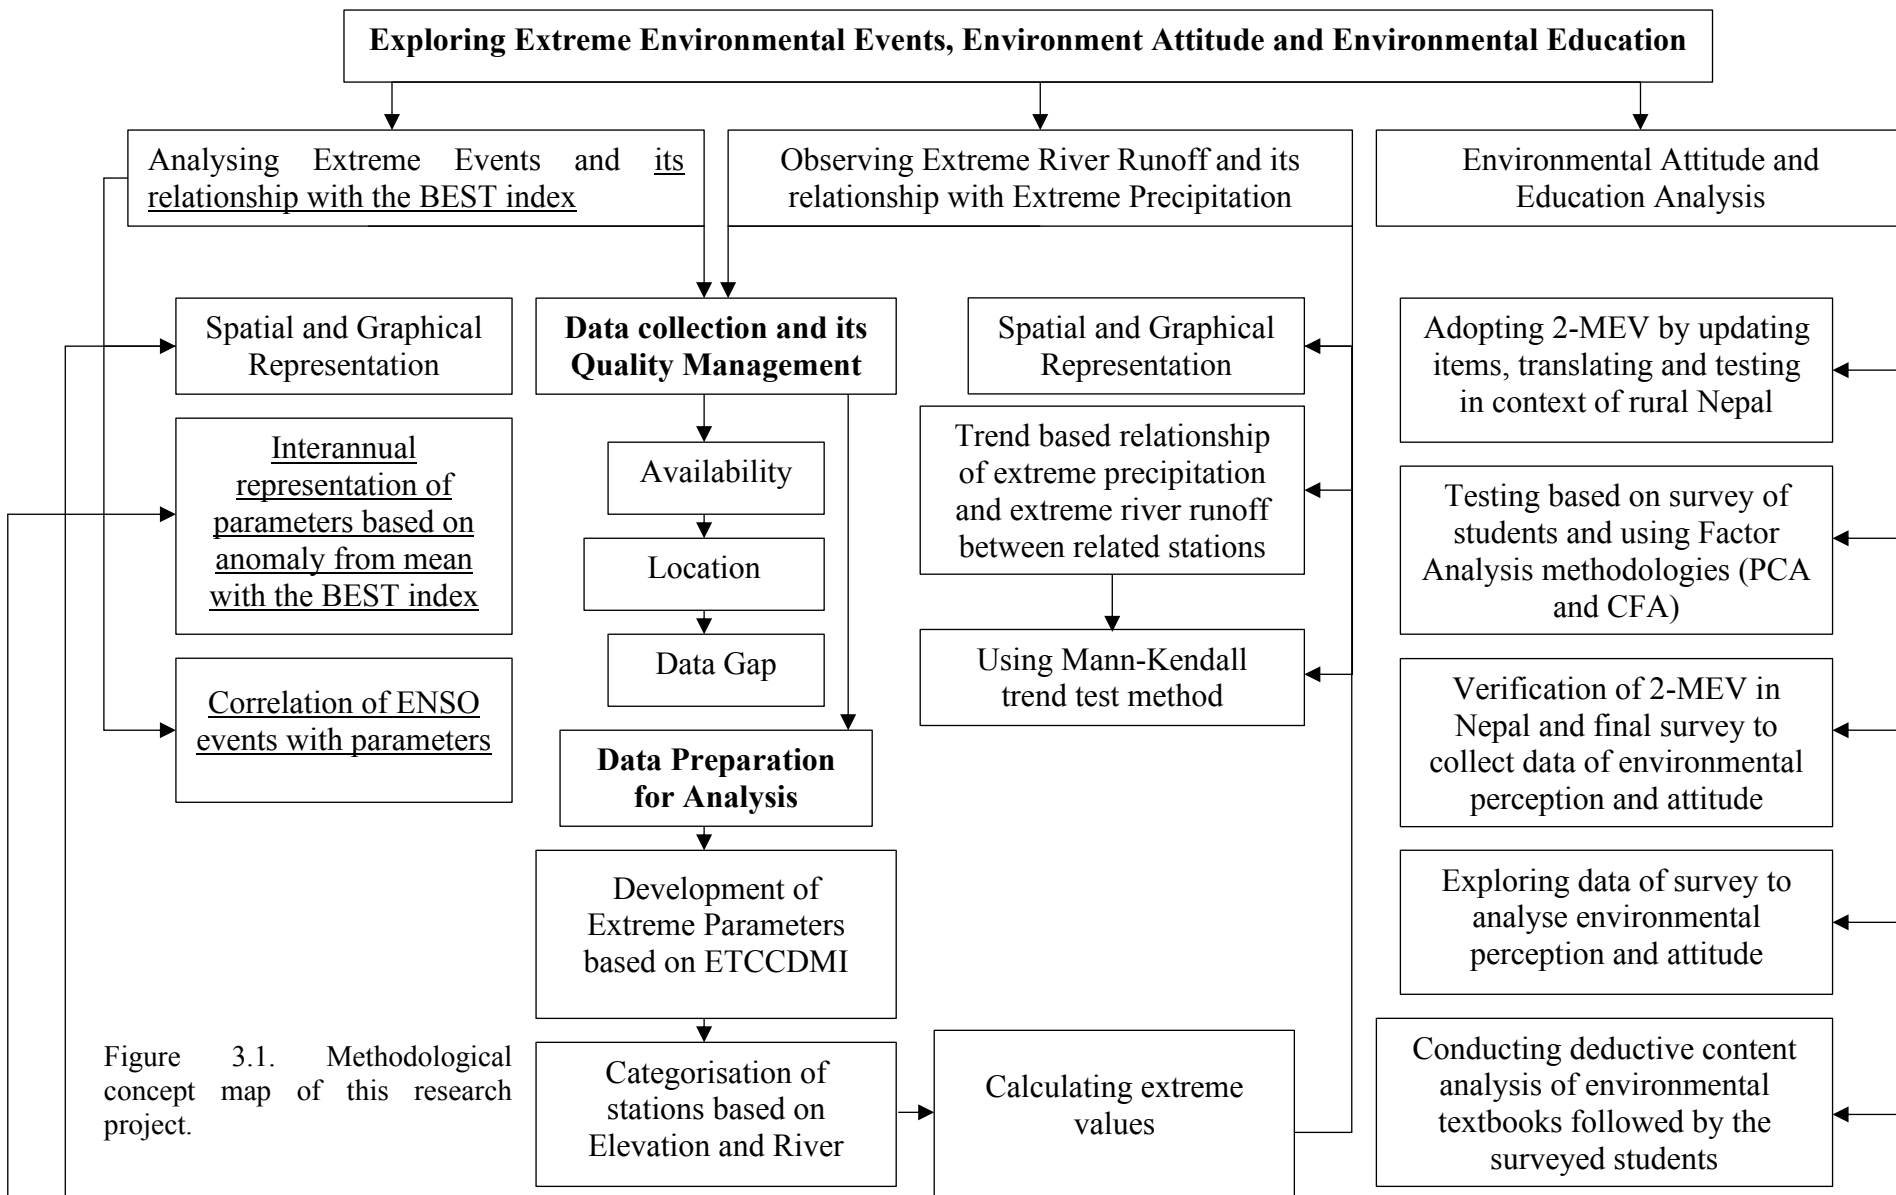 Exploring Extreme Environmental Events, Environment Attitude and Environmental Education
Analysing Extreme Events and its
relationship with the BEST index
Observing Extreme River Runoff and its
relationship with Extreme Precipitation
Environmental Attitude and
Education Analysis
Spatial and Graphical
Representation
Interannual
representation of
parameters based on
anomaly from mean
with the BEST index
Correlation of ENSO
events with parameters
Data collection and its
Quality Management
Availability
Location
Data Gap
Data Preparation
for Analysis
Development of
Extreme Parameters
based on ETCCDMI
Categorisation of
stations based on
Elevation and River
Calculating extreme
values
Spatial and Graphical
Representation
Trend based relationship
of extreme precipitation
and extreme river runoff
between related stations
Using Mann-Kendall
trend test method
Adopting 2-MEV by updating
items, translating and testing
in context of rural Nepal
Testing based on survey of
students and using Factor
Analysis methodologies (PCA
and CFA)
Verification of 2-MEV in
Nepal and final survey to
collect data of environmental
perception and attitude
Exploring data of survey to
analyse environmental
perception and attitude
Conducting deductive content
analysis of environmental
textbooks followed by the
surveyed students
Figure 3.1. Methodological
concept map of this research
project.